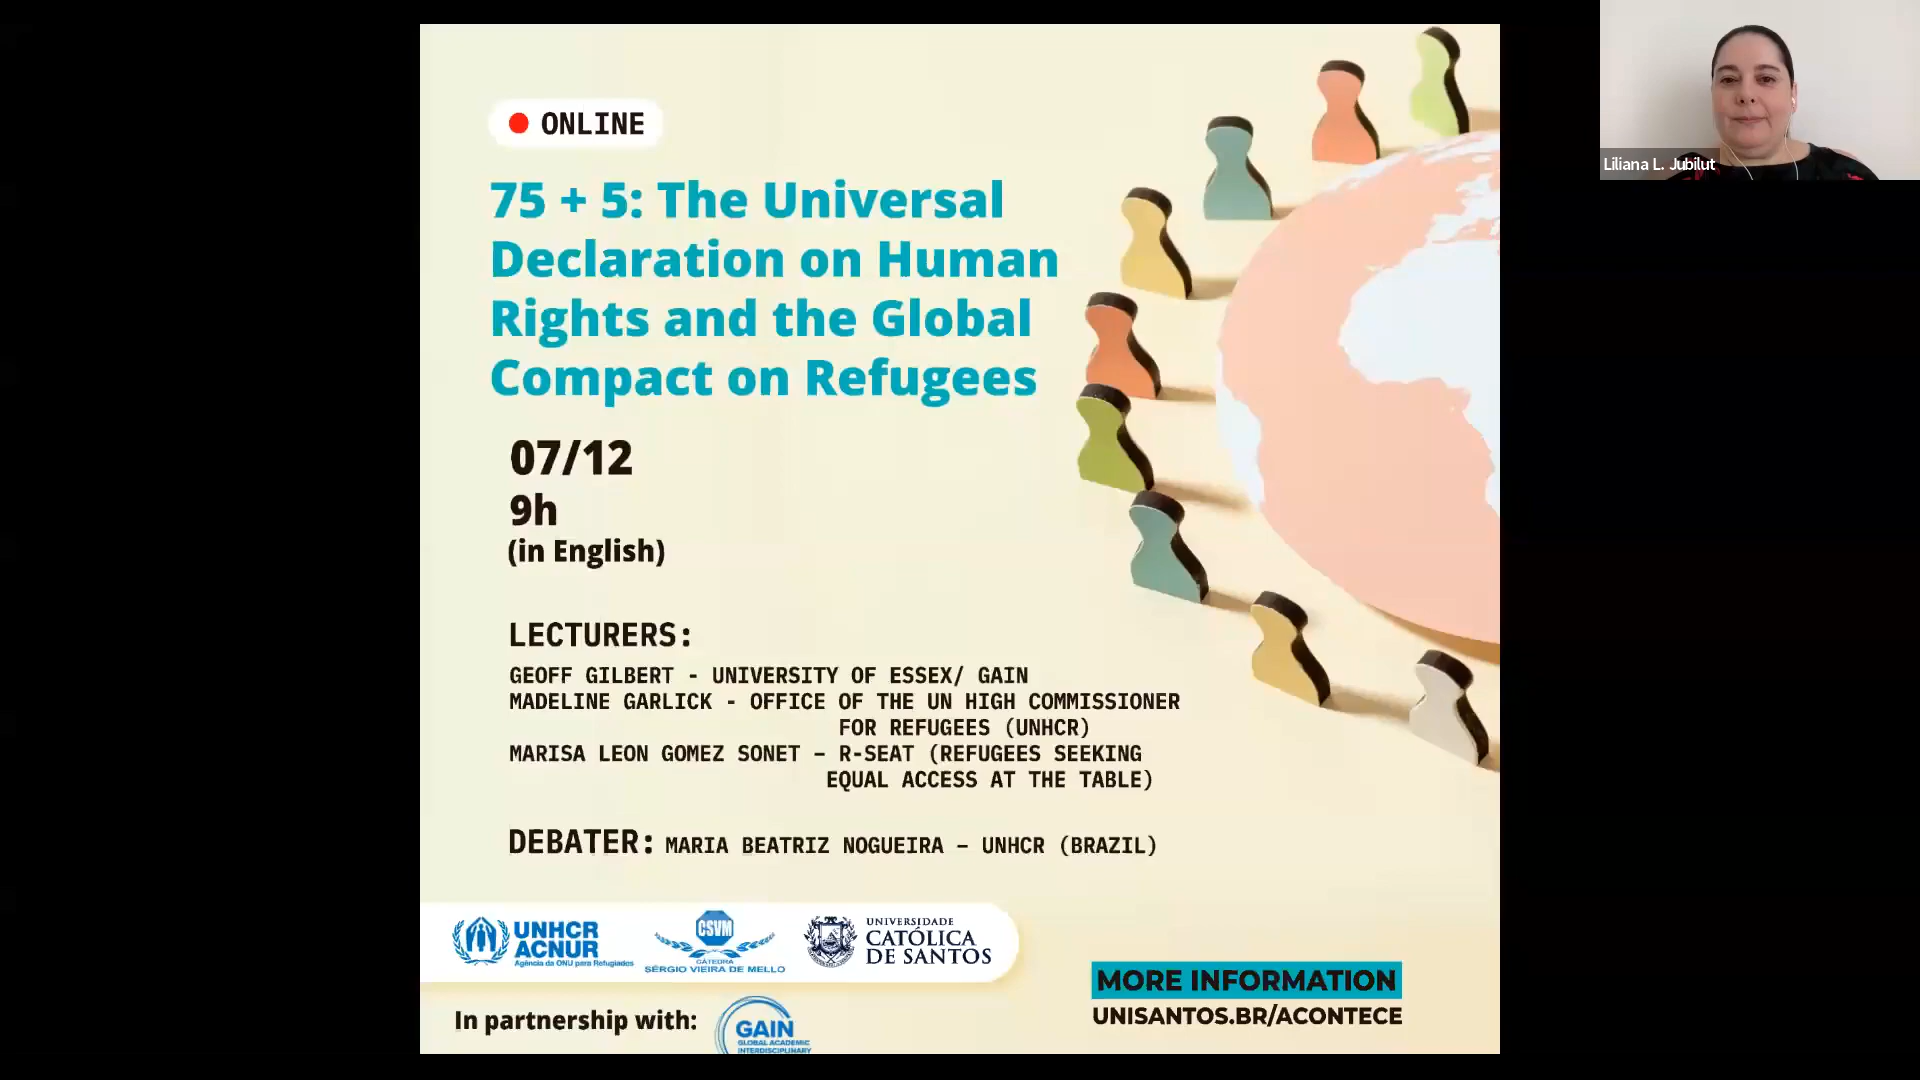 ONLINE
75 + 5: The Universal
Declaration on Human
Rights and the Global
Compact on Refugees
07/12
9h
(in English)
LECTURERS:
GEOFF GILBERT - UNIVERSITY OF ESSEX/ GAIN
MADELINE GARLICK - OFFICE OF THE UN HIGH COMMISSIONER
FOR REFUGEES (UNHCR)
MARISA LEON GOMEZ SONET – R-SEAT (REFUGEES SEEKING
EQUAL ACCESS AT THE TABLE)
DEBATER: MARIA BEATRIZ NOGUEIRA – UNHCR (BRAZIL)
UNHCR
ACNUR
Agência da ONU para Refugiados
CSVM
CÁTEDRA
SÉRGIO VIEIRA DE MELLO
UNIVERSIDADE
CATÓLICA
DE SANTOS
In partnership with:
GAIN
GLOBAL ACADEMIC
INTERDISCIPLINARY
MORE INFORMATION
UNISANTOS.BR/ACONTECE
Liliana L. Jubilut